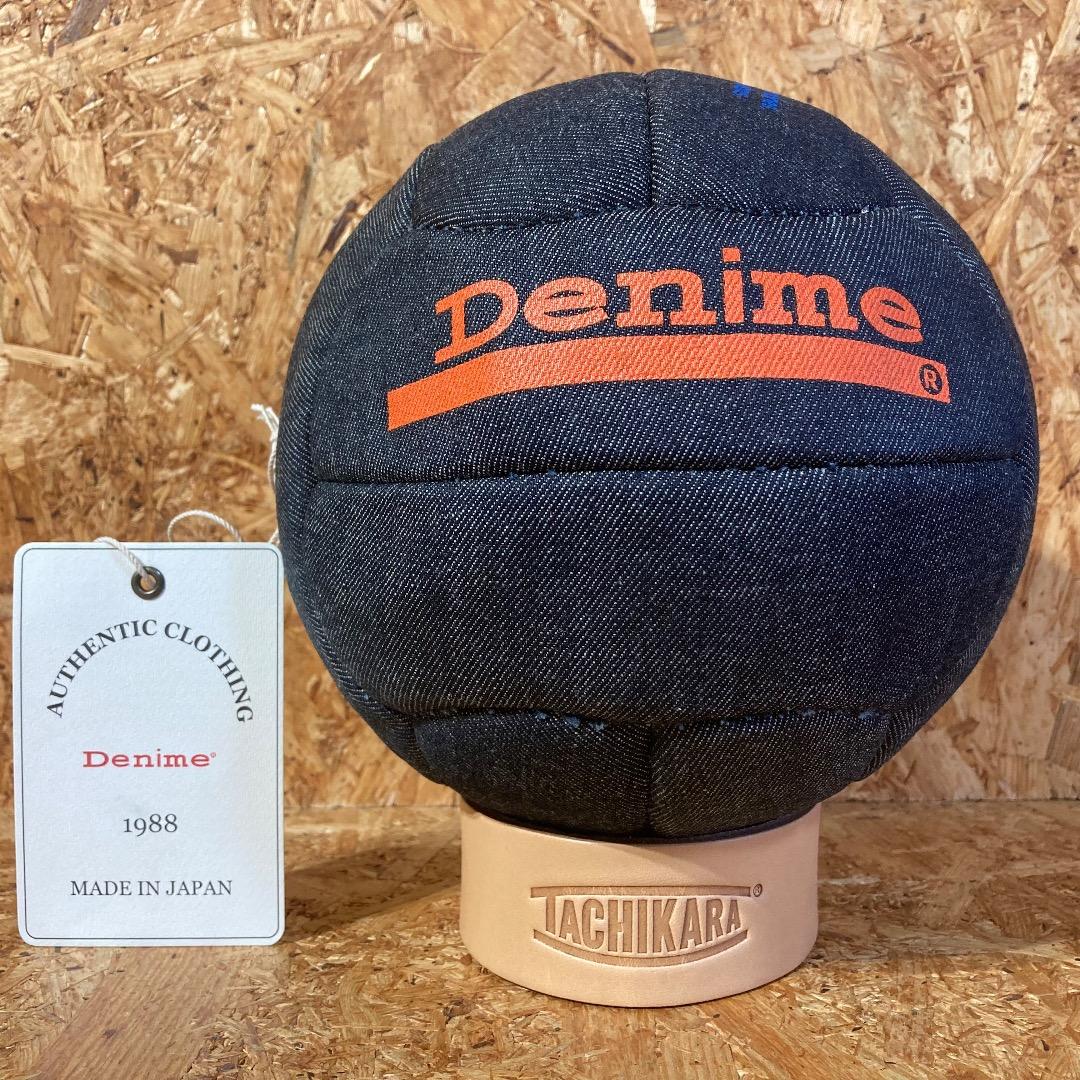 Denime
®
AUTHENTIC CLOTHING
Denime®
1988
MADE IN JAPAN
TACHIKARA®